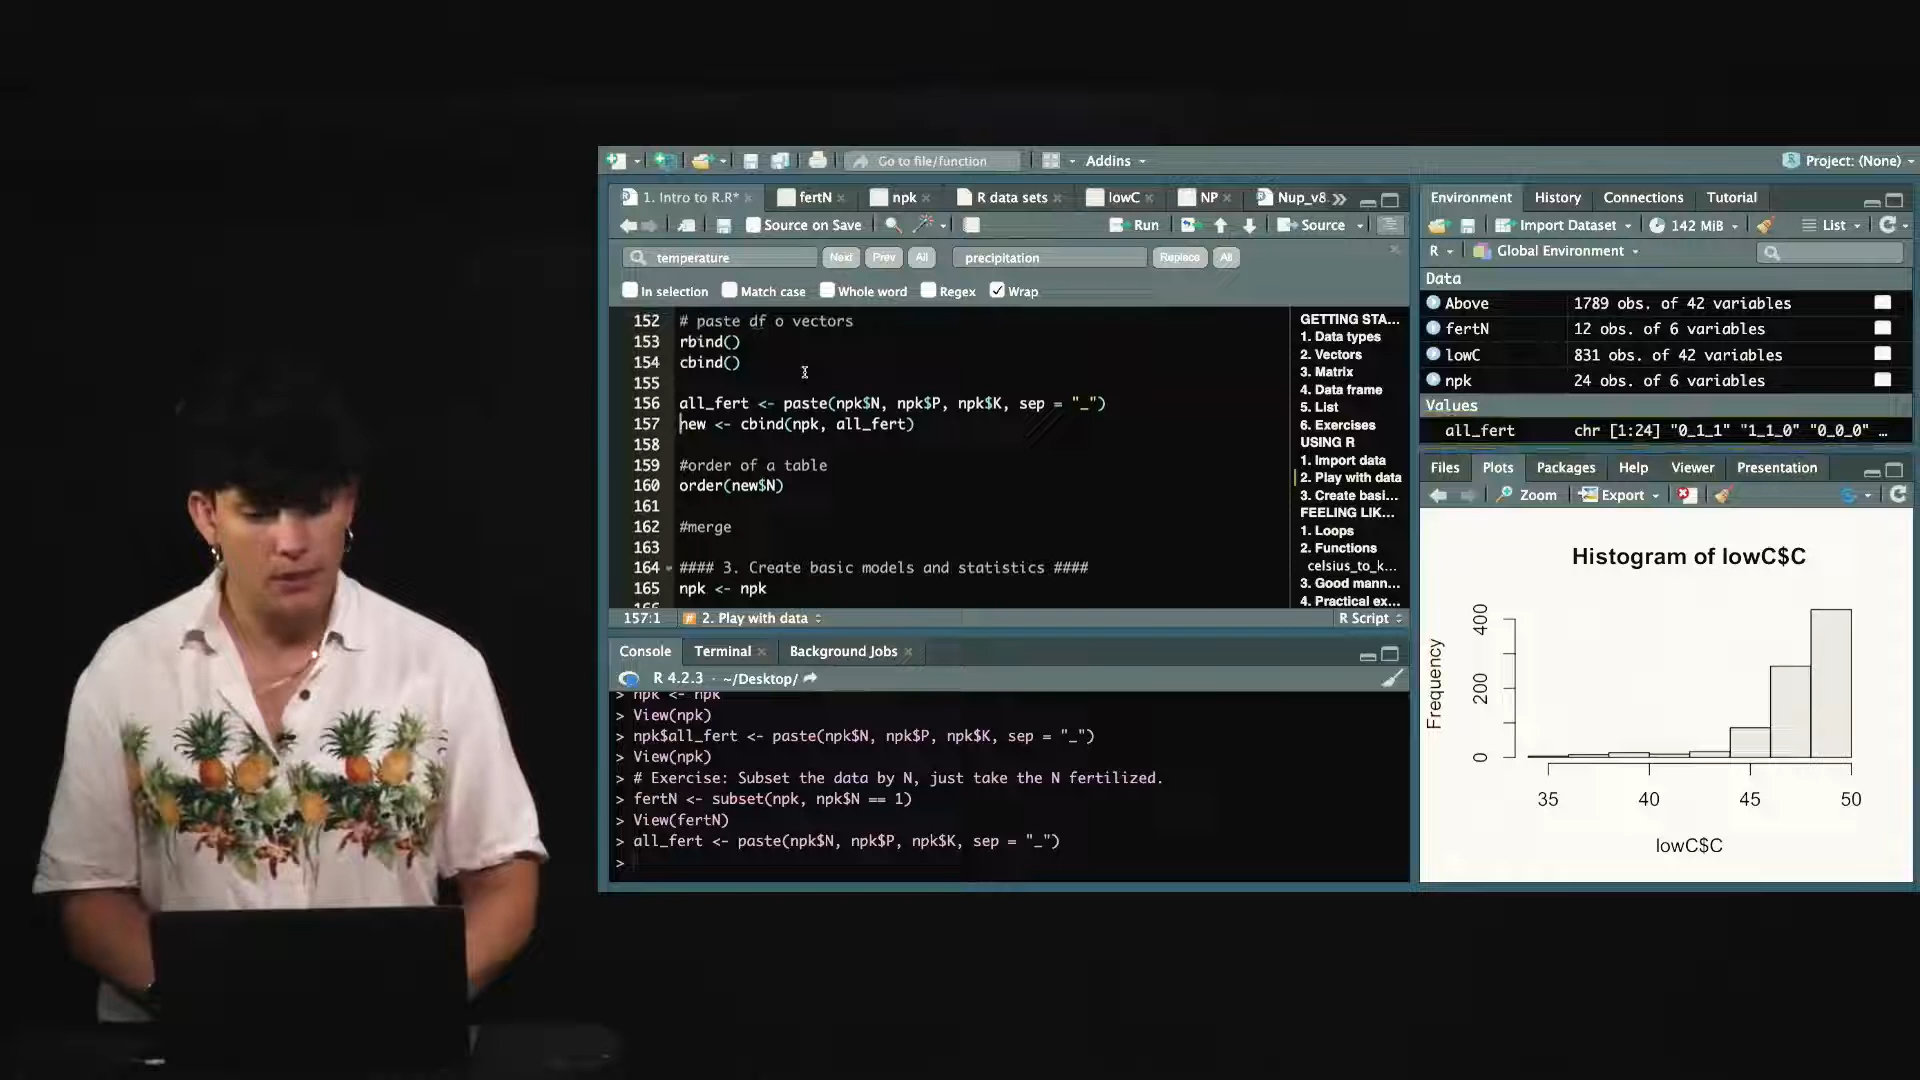 Go to file/function
Addins
Project: (None)
1. Intro to R.R*
fertN
npk
R data sets
lowC
NP
Nup_v8
Source on Save
Run
Source
temperature
Next
Prev
All
precipitation
Replace
All
In selection
Match case
Whole word
Regex
Wrap
152 # paste df o vectors
153 rbind()
154 cbind()
155
156 all_fert <- paste(npk$N, npk$P, npk$K, sep = "_")
157 new <- cbind(npk, all_fert)
158
159 #order of a table
160 order(new$N)
161
162 #merge
163
164 #### 3. Create basic models and statistics ####
165 npk <- npk
GETTING STA...
1. Data types
2. Vectors
3. Matrix
4. Data frame
5. List
6. Exercises
USING R
1. Import data
2. Play with data
3. Create basi...
FEELING LIK...
1. Loops
2. Functions
celsius_to_k...
3. Good mann...
4. Practical ex...
157:1
2. Play with data
R Script
Console
Terminal
Background Jobs
R 4.2.3 · ~/Desktop/
> npk <- npk
> View(npk)
> npk$all_fert <- paste(npk$N, npk$P, npk$K, sep = "_")
> View(npk)
> # Exercise: Subset the data by N, just take the N fertilized.
> fertN <- subset(npk, npk$N == 1)
> View(fertN)
> all_fert <- paste(npk$N, npk$P, npk$K, sep = "_")
>
Environment
History
Connections
Tutorial
Import Dataset
142 MiB
List
R
Global Environment
Data
Above 1789 obs. of 42 variables
fertN 12 obs. of 6 variables
lowC 831 obs. of 42 variables
npk 24 obs. of 6 variables
Values
all_fert chr [1:24] "0_1_1" "1_1_0" "0_0_0" …
Files
Plots
Packages
Help
Viewer
Presentation
Zoom
Export
Histogram of lowC$C
Frequency
400
200
0
35 40 45 50
lowC$C